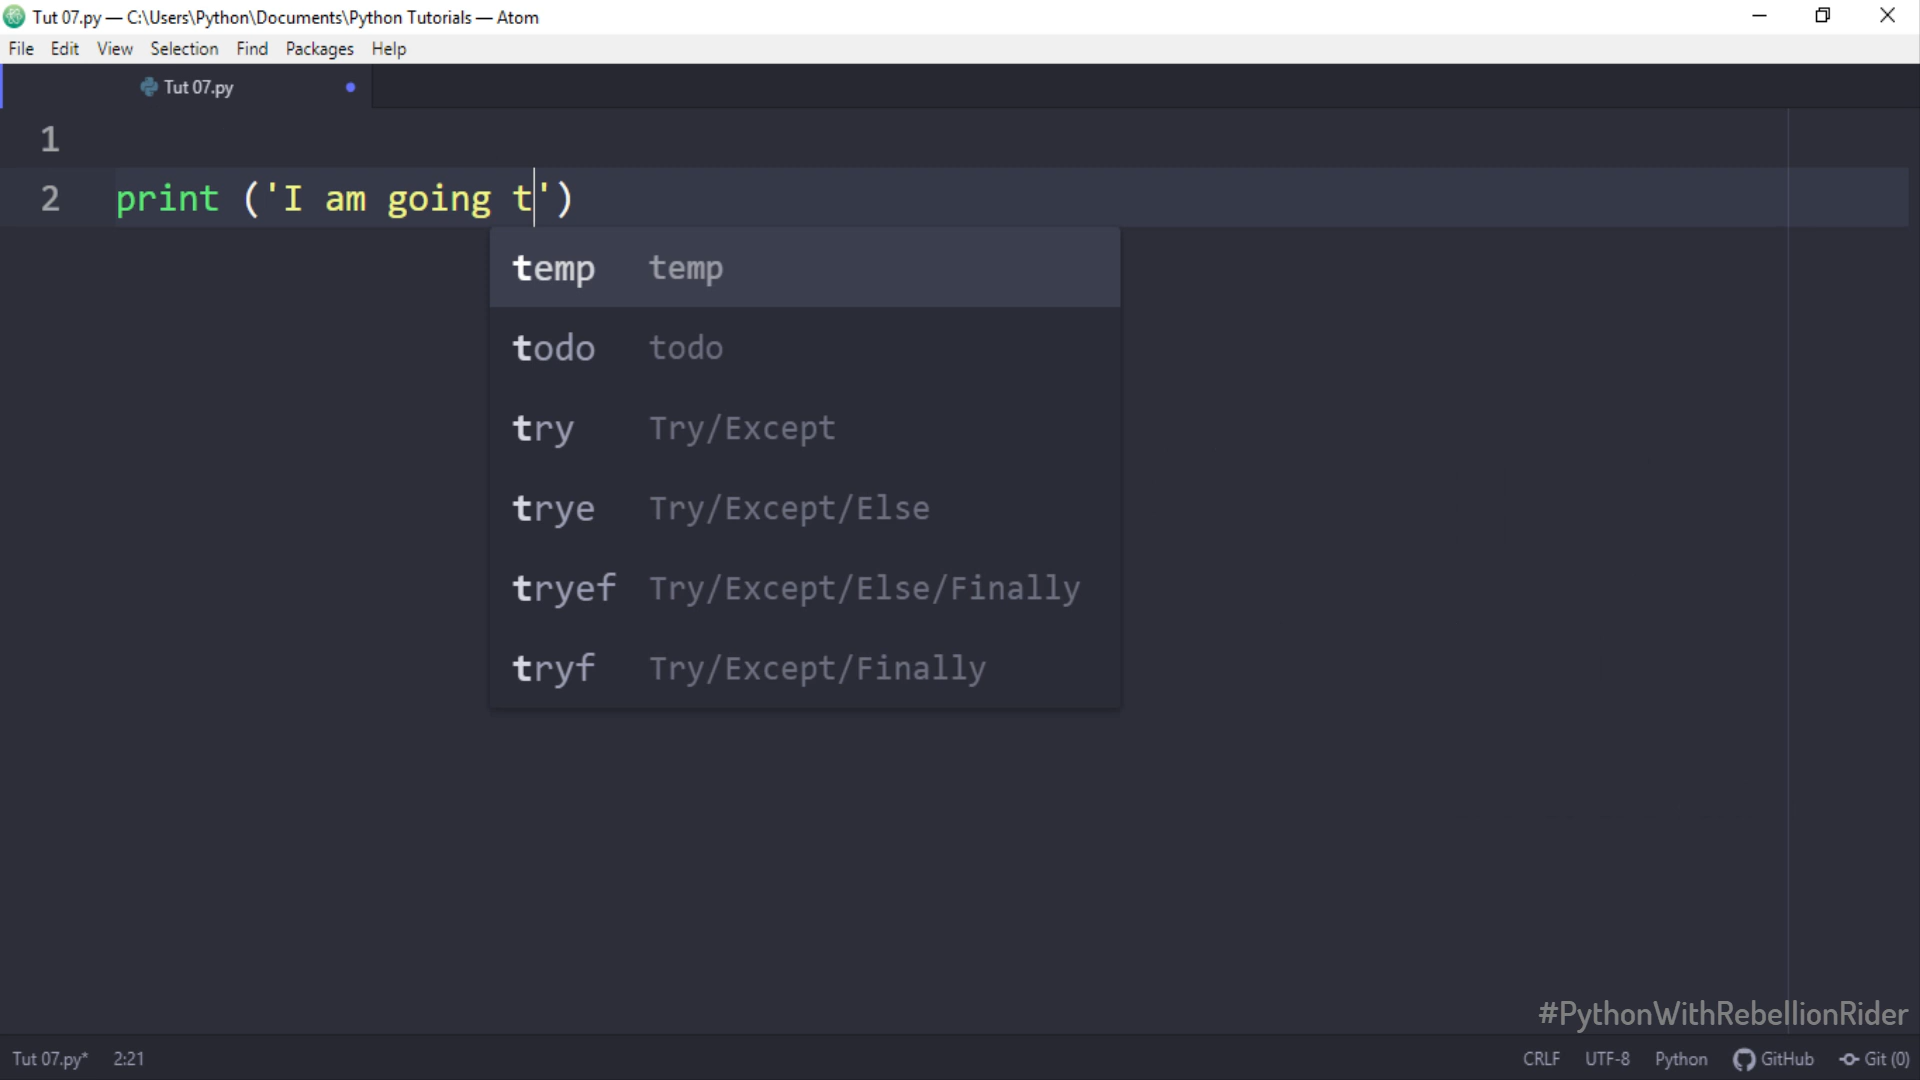 Tut 07.py — C:\Users\Python\Documents\Python Tutorials — Atom
File Edit View Selection Find Packages Help
Tut 07.py
1
2 print ('I am going t')
temp temp
todo todo
try Try/Except
trye Try/Except/Else
tryef Try/Except/Else/Finally
tryf Try/Except/Finally
#PythonWithRebellionRider
Tut 07.py* 2:21 CRLF UTF-8 Python GitHub Git (0)